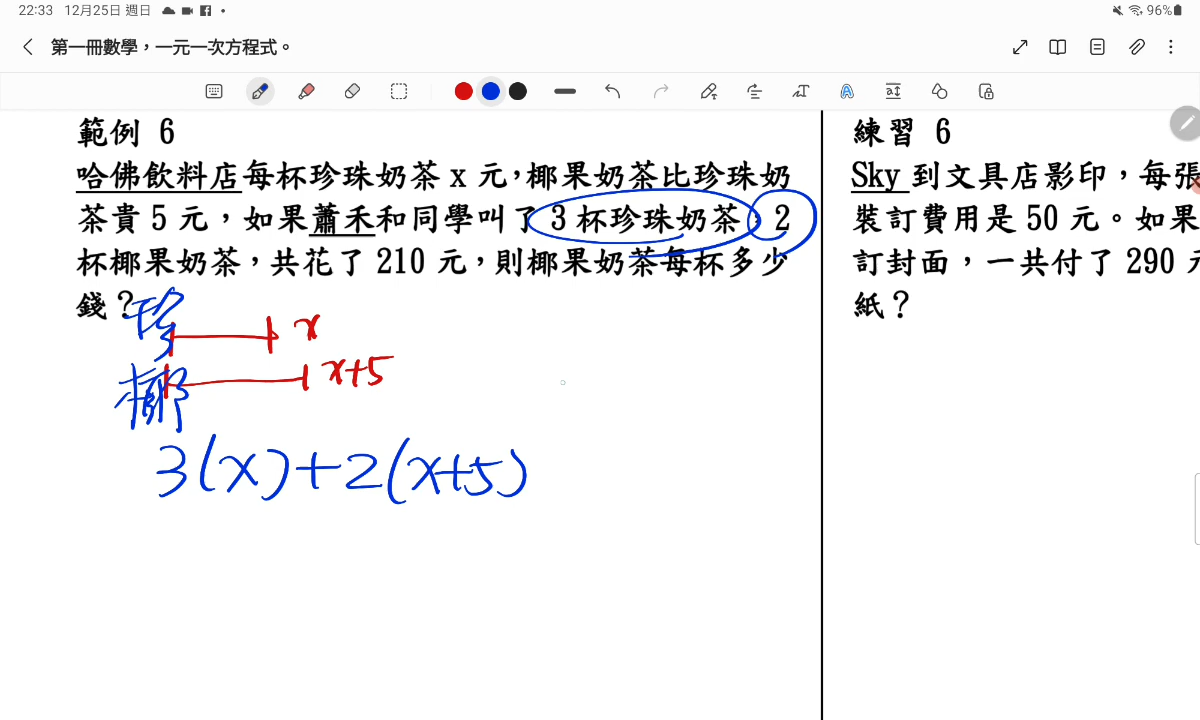 22:33 12月25日 週日
96%
第一冊數學，一元一次方程式。
範例 6
哈佛飲料店每杯珍珠奶茶 x 元，椰果奶茶比珍珠奶
茶貴 5 元，如果蕭禾和同學叫了 3 杯珍珠奶茶，2
杯椰果奶茶，共花了 210 元，則椰果奶茶每杯多少
錢？
珍 x
椰 x+5
3(x)+2(x+5)
練習 6
Sky 到文具店影印，每張
裝訂費用是 50 元。如果
訂封面，一共付了 290 元
紙？